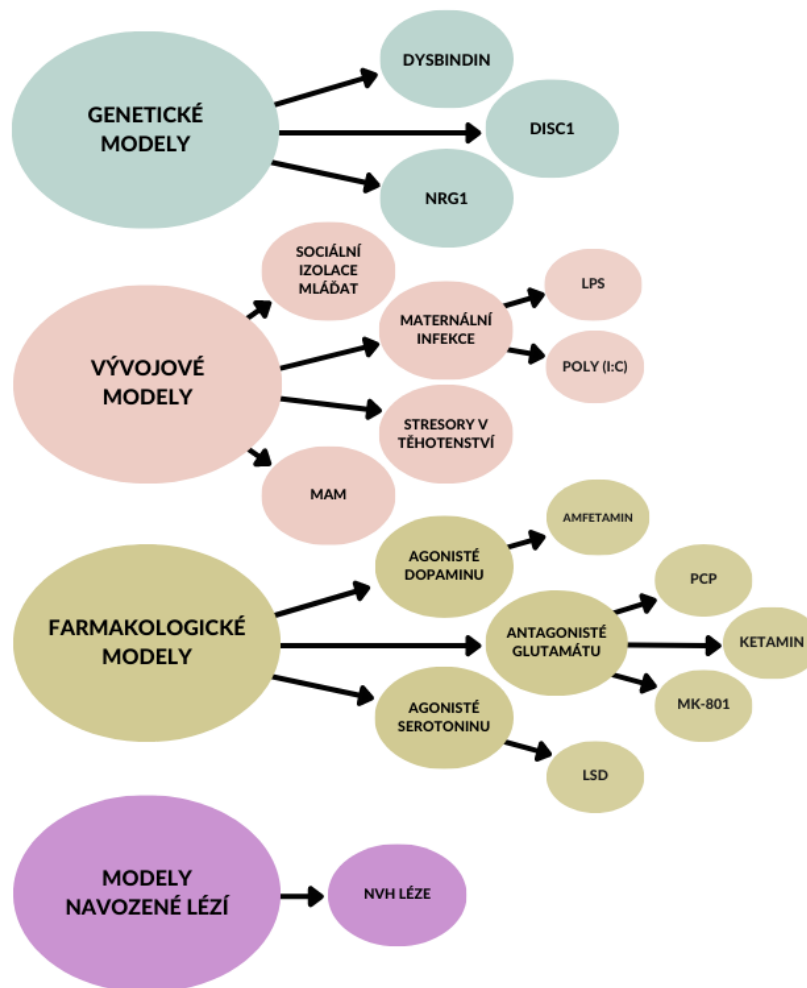 GENETICKÉ
MODELY
DYSBINDIN
DISC1
NRG1
VÝVOJOVÉ
MODELY
SOCIÁLNÍ
IZOLACE
MLÁĎAT
MATERNÁLNÍ
INFEKCE
LPS
POLY (I:C)
STRESORY V
TĚHOTENSTVÍ
MAM
FARMAKOLOGICKÉ
MODELY
AGONISTÉ
DOPAMINU
AMFETAMIN
ANTAGONISTÉ
GLUTAMÁTU
PCP
KETAMIN
MK-801
AGONISTÉ
SEROTONINU
LSD
MODELY
NAVOZENÉ LÉZÍ
NVH LÉZE